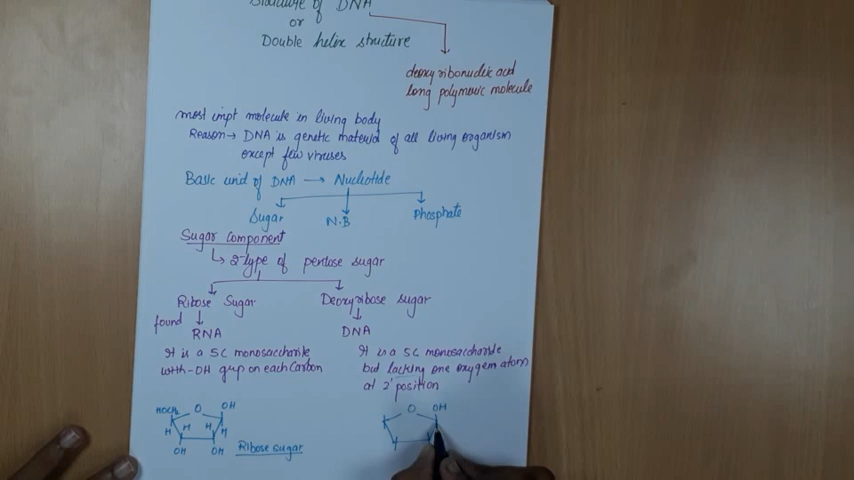 Structure of DNA
or
Double helix structure
deoxyribonucleic acid
long polymeric molecule
most impt molecule in living body
Reason → DNA is genetic material of all living organism
except few viruses
Basic unit of DNA → Nucleotide
Sugar N.B Phosphate
Sugar component
2-type of pentose sugar
Ribose Sugar Deoxyribose sugar
found
RNA DNA
It is a 5C monosaccharide
with -OH grup on each Carbon
It is a 5C monosaccharide
but lacking one oxygem atom
at 2' position
HOCH₂ O OH
H H H H
OH OH
Ribose sugar
O OH